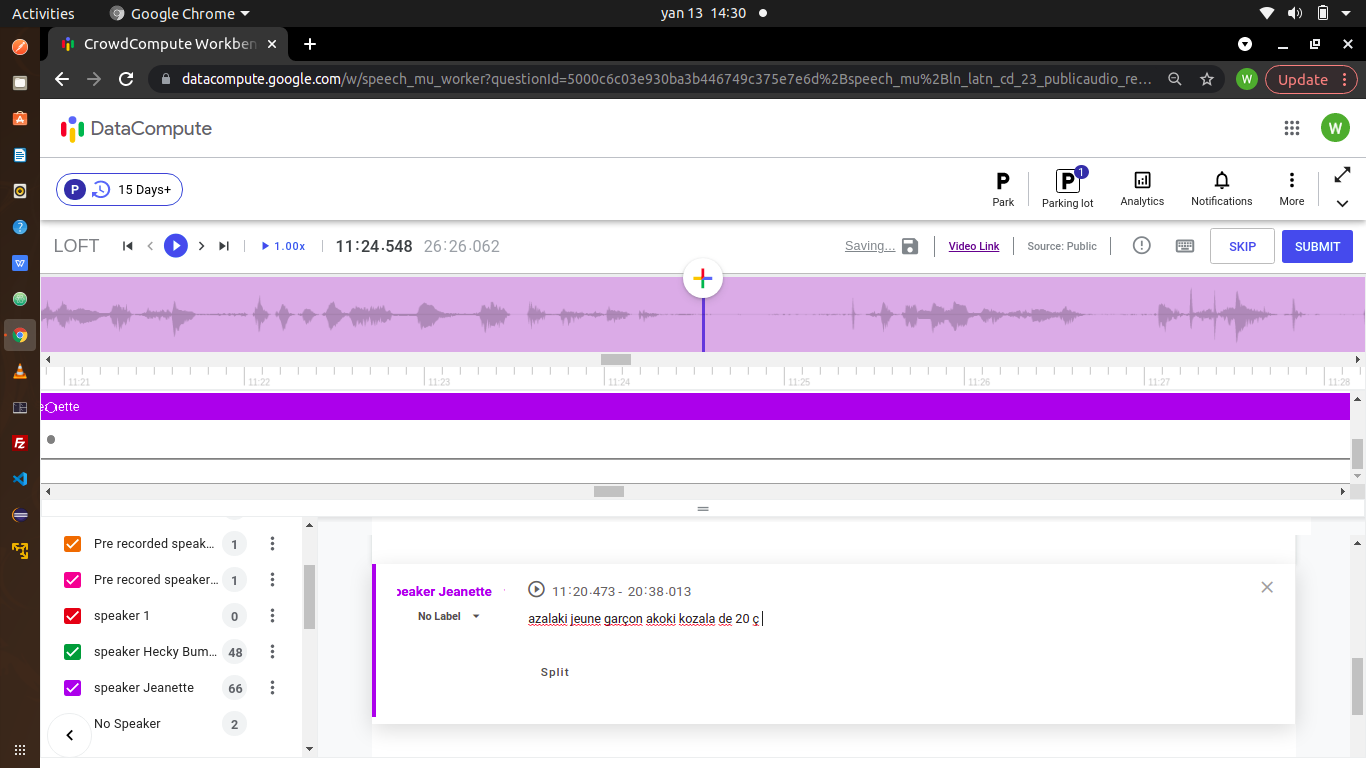 Activities Google Chrome yan 13 14:30
CrowdCompute Workben
datacompute.google.com/w/speech_mu_worker?questionId=5000c6c03e930ba3b446749c375e7e6d%2Bspeech_mu%2Bln_latn_cd_23_publicaudio_re... W Update
DataCompute W
P 15 Days+ P Park P 1 Parking lot Analytics Notifications More
LOFT 1.00x 11:24.548 26:26.062 Saving... Video Link Source: Public SKIP SUBMIT
11:21 11:22 11:23 11:24 11:25 11:26 11:27 11:28
eanette
Pre recorded speak... 1
Pre recored speaker... 1
speaker 1 0
speaker Hecky Bum... 48
speaker Jeanette 66
No Speaker 2
peaker Jeanette 11:20.473 - 20:38.013
No Label azalaki jeune garçon akoki kozala de 20 ç
Split